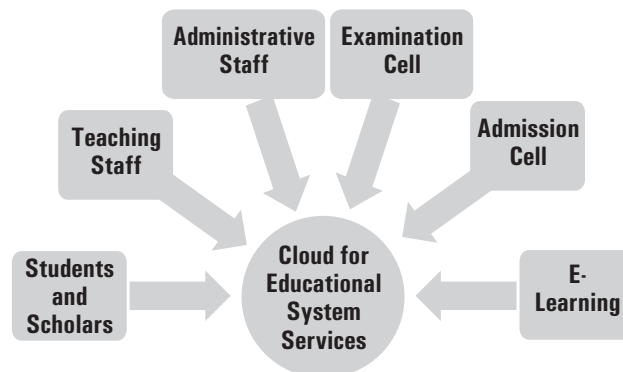 Administrative
Staff
Examination
Cell
Teaching
Staff
Admission
Cell
Students
and
Scholars
Cloud for
Educational
System
Services
E-
Learning